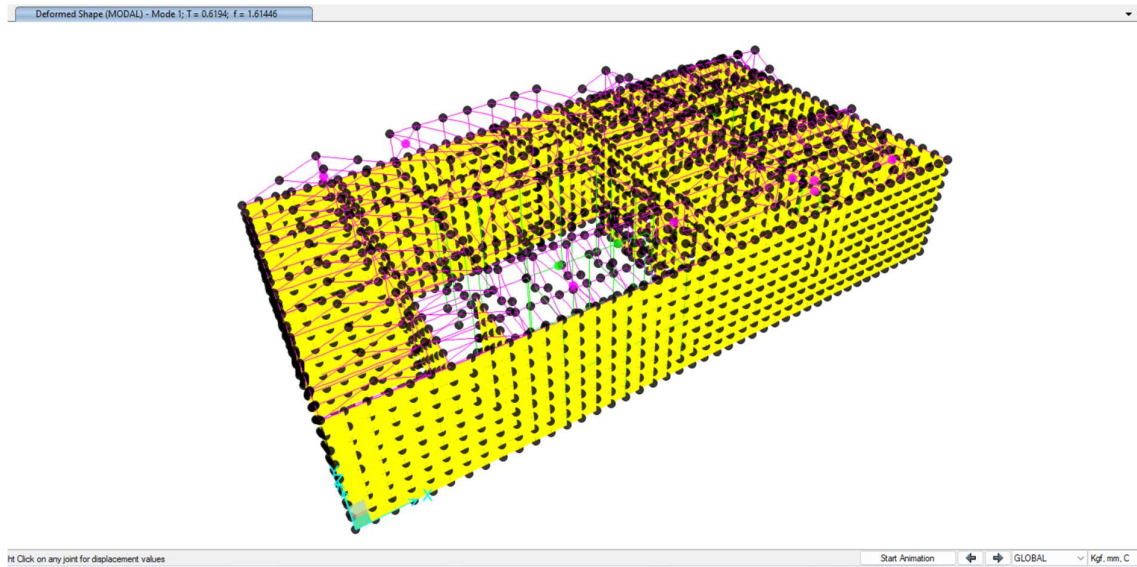 Deformed Shape (MODAL) - Mode 1; T = 0.6194; f = 1.61446
ht Click on any joint for displacement values
Start Animation
GLOBAL
Kgf, mm, C